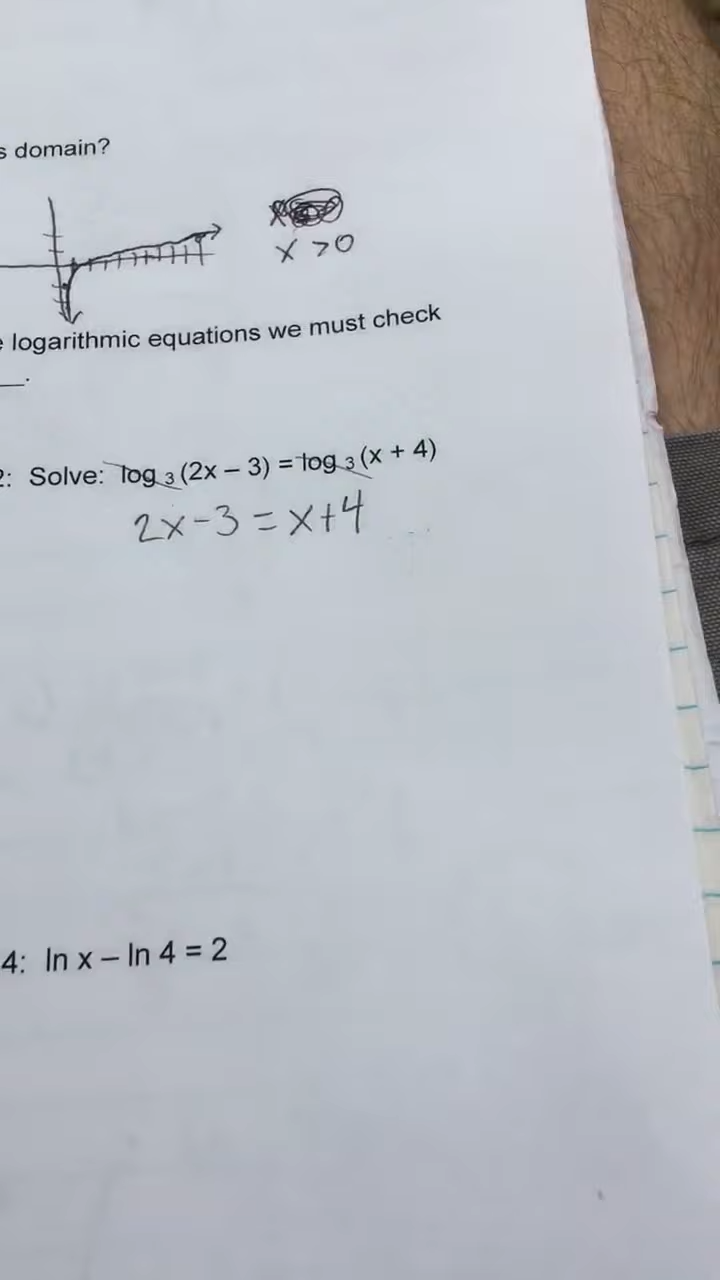 s domain?
x > 0
logarithmic equations we must check
2: Solve: log 3 (2x – 3) = log 3 (x + 4)
2x - 3 = x + 4
4: ln x – ln 4 = 2